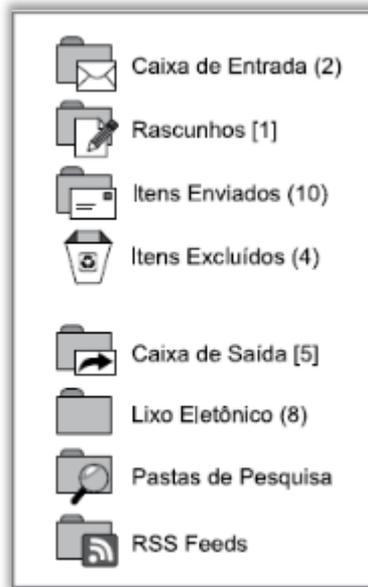 Caixa de Entrada (2)
Rascunhos [1]
Itens Enviados (10)
Itens Excluídos (4)
Caixa de Saída [5]
Lixo Eletônico (8)
Pastas de Pesquisa
RSS Feeds